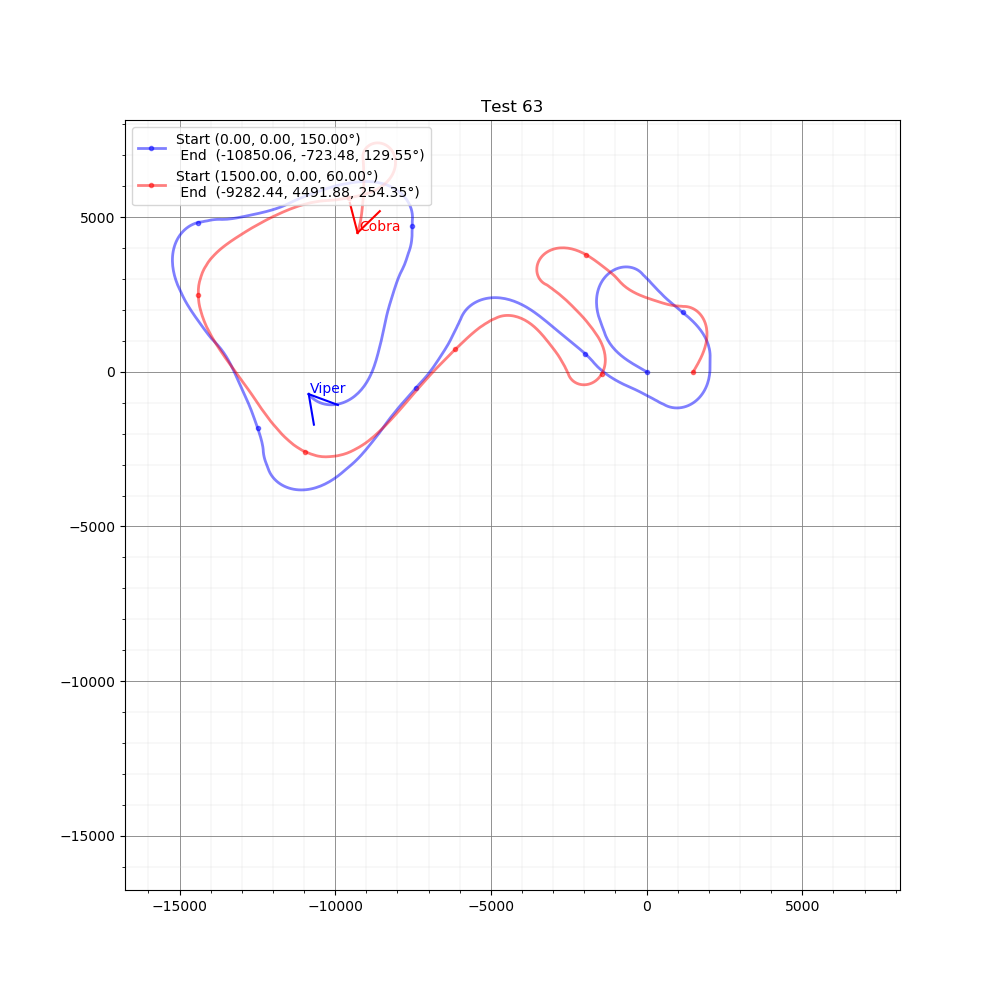 Test 63
Start (0.00, 0.00, 150.00°)
End  (-10850.06, -723.48, 129.55°)
Start (1500.00, 0.00, 60.00°)
End  (-9282.44, 4491.88, 254.35°)
Cobra
Viper
5000
0
−5000
−10000
−15000
−15000
−10000
−5000
0
5000